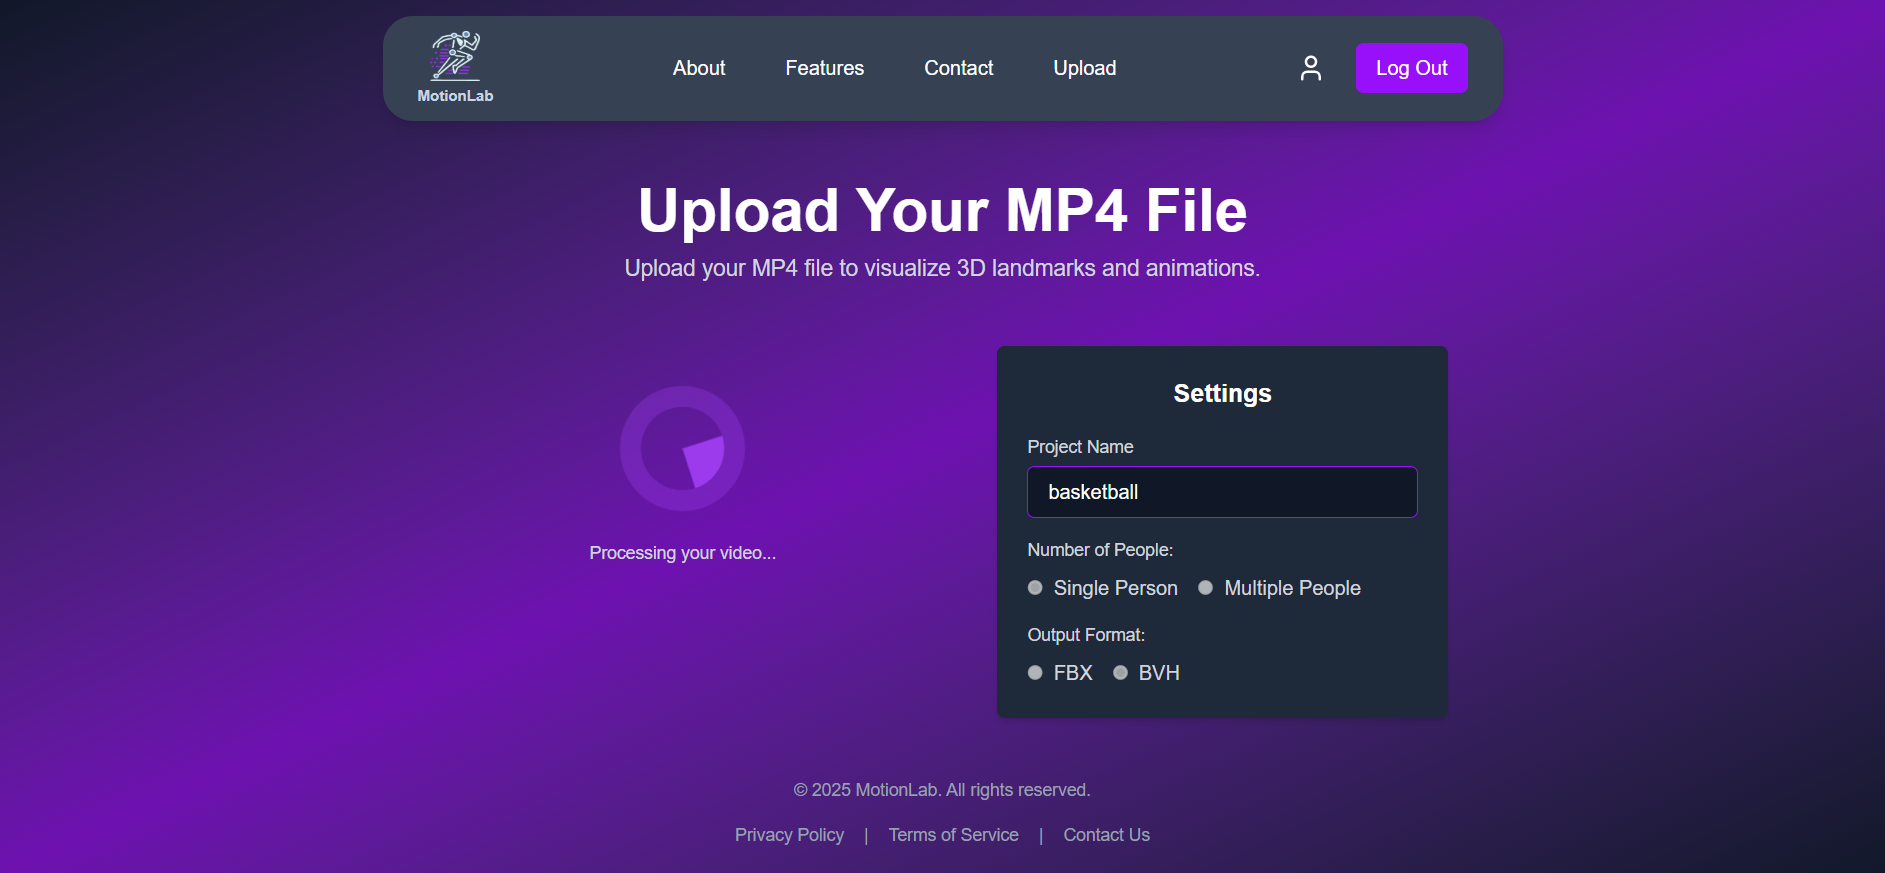 MotionLab
About
Features
Contact
Upload
Log Out
Upload Your MP4 File
Upload your MP4 file to visualize 3D landmarks and animations.
Processing your video...
Settings
Project Name
basketball
Number of People:
Single Person
Multiple People
Output Format:
FBX
BVH
© 2025 MotionLab. All rights reserved.
Privacy Policy | Terms of Service | Contact Us